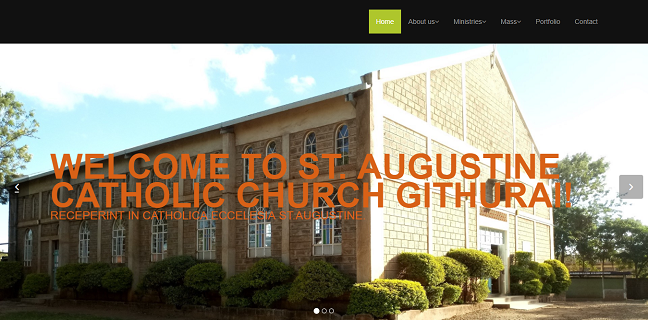 Home About us Ministries Mass Portfolio Contact
WELCOME TO ST. AUGUSTINE
CATHOLIC CHURCH GITHURAI!
RECEPERINT IN CATHOLICA ECCELESIA ST AUGUSTINE